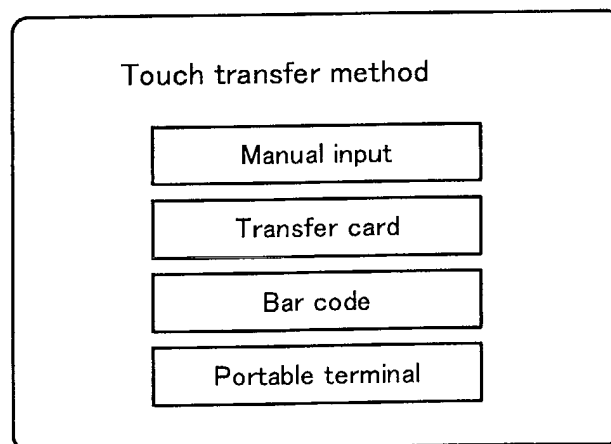 Touch transfer method
Manual input
Transfer card
Bar code
Portable terminal